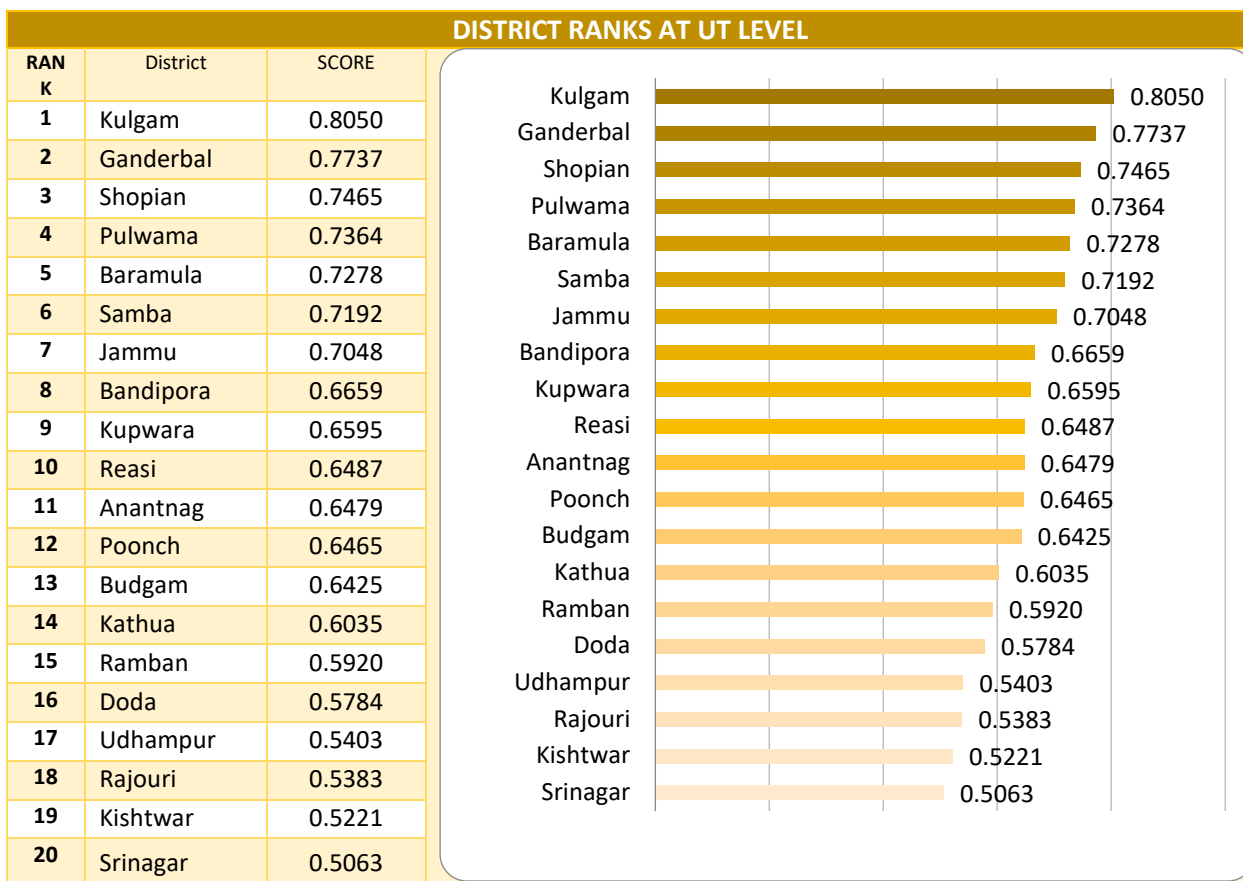 DISTRICT RANKS AT UT LEVEL
RAN
K District SCORE
1 Kulgam 0.8050
2 Ganderbal 0.7737
3 Shopian 0.7465
4 Pulwama 0.7364
5 Baramula 0.7278
6 Samba 0.7192
7 Jammu 0.7048
8 Bandipora 0.6659
9 Kupwara 0.6595
10 Reasi 0.6487
11 Anantnag 0.6479
12 Poonch 0.6465
13 Budgam 0.6425
14 Kathua 0.6035
15 Ramban 0.5920
16 Doda 0.5784
17 Udhampur 0.5403
18 Rajouri 0.5383
19 Kishtwar 0.5221
20 Srinagar 0.5063
Kulgam 0.8050
Ganderbal 0.7737
Shopian 0.7465
Pulwama 0.7364
Baramula 0.7278
Samba 0.7192
Jammu 0.7048
Bandipora 0.6659
Kupwara 0.6595
Reasi 0.6487
Anantnag 0.6479
Poonch 0.6465
Budgam 0.6425
Kathua 0.6035
Ramban 0.5920
Doda 0.5784
Udhampur 0.5403
Rajouri 0.5383
Kishtwar 0.5221
Srinagar 0.5063